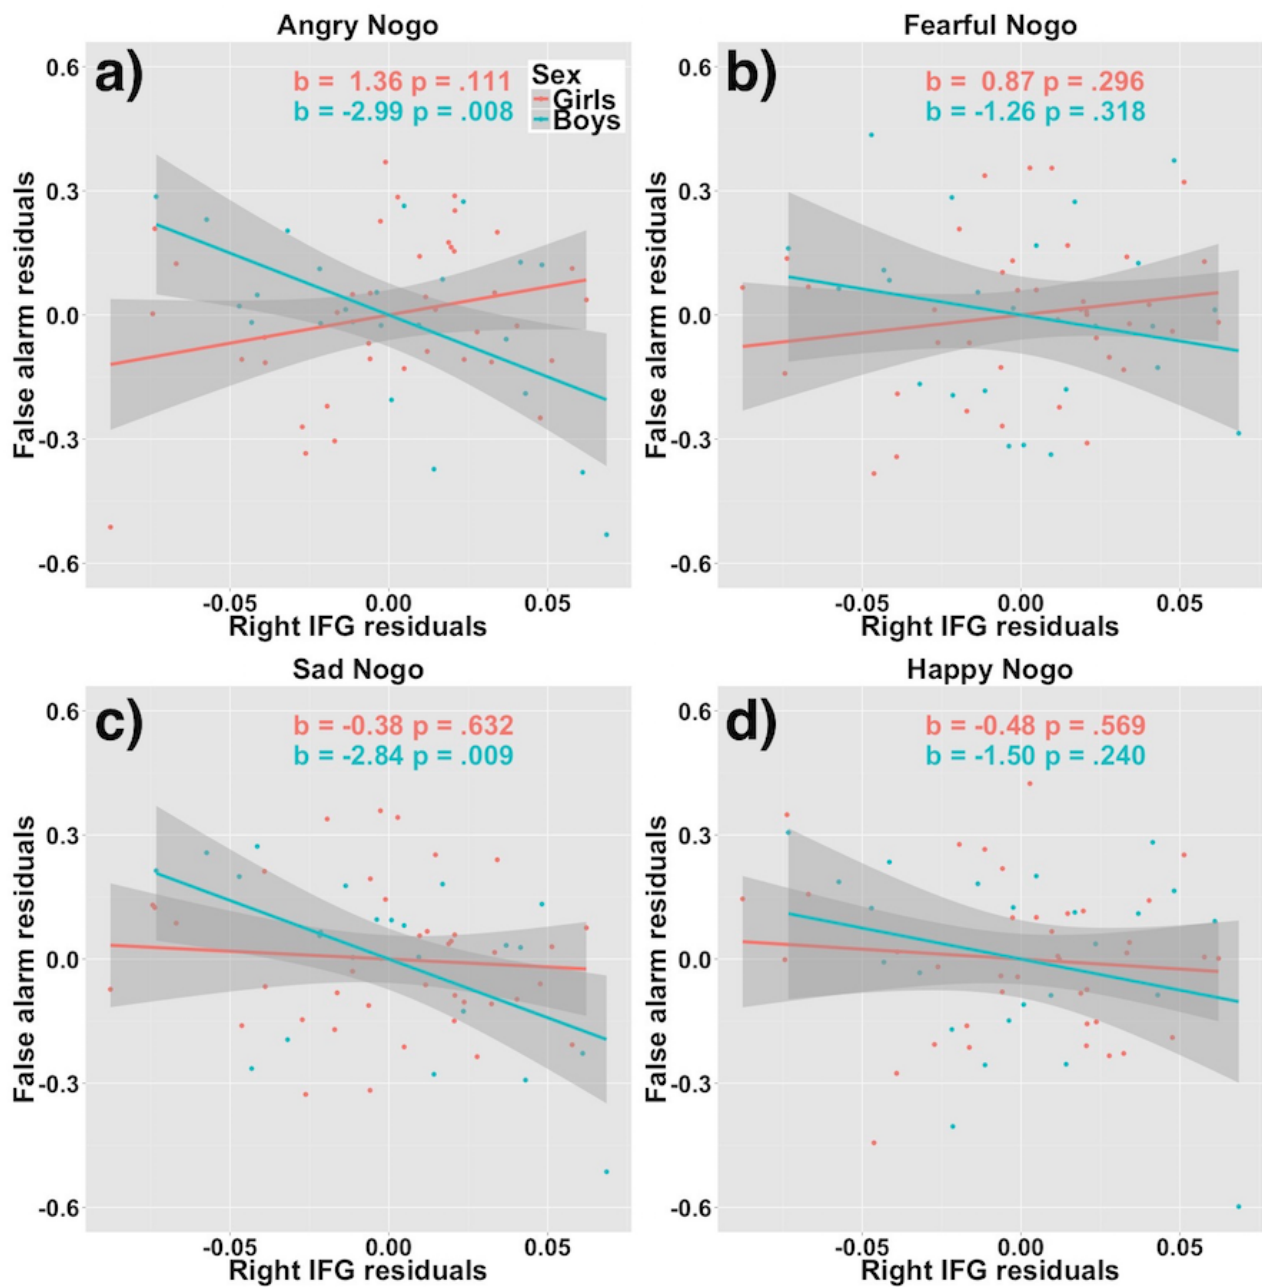 Angry Nogo
a)
b = 1.36 p = .111
b = -2.99 p = .008
Sex
Girls
Boys
0.6
0.3
0.0
-0.3
-0.6
False alarm residuals
-0.05 0.00 0.05
Right IFG residuals
Fearful Nogo
b)
b = 0.87 p = .296
b = -1.26 p = .318
0.6
0.3
0.0
-0.3
-0.6
False alarm residuals
-0.05 0.00 0.05
Right IFG residuals
Sad Nogo
c)
b = -0.38 p = .632
b = -2.84 p = .009
0.6
0.3
0.0
-0.3
-0.6
False alarm residuals
-0.05 0.00 0.05
Right IFG residuals
Happy Nogo
d)
b = -0.48 p = .569
b = -1.50 p = .240
0.6
0.3
0.0
-0.3
-0.6
False alarm residuals
-0.05 0.00 0.05
Right IFG residuals